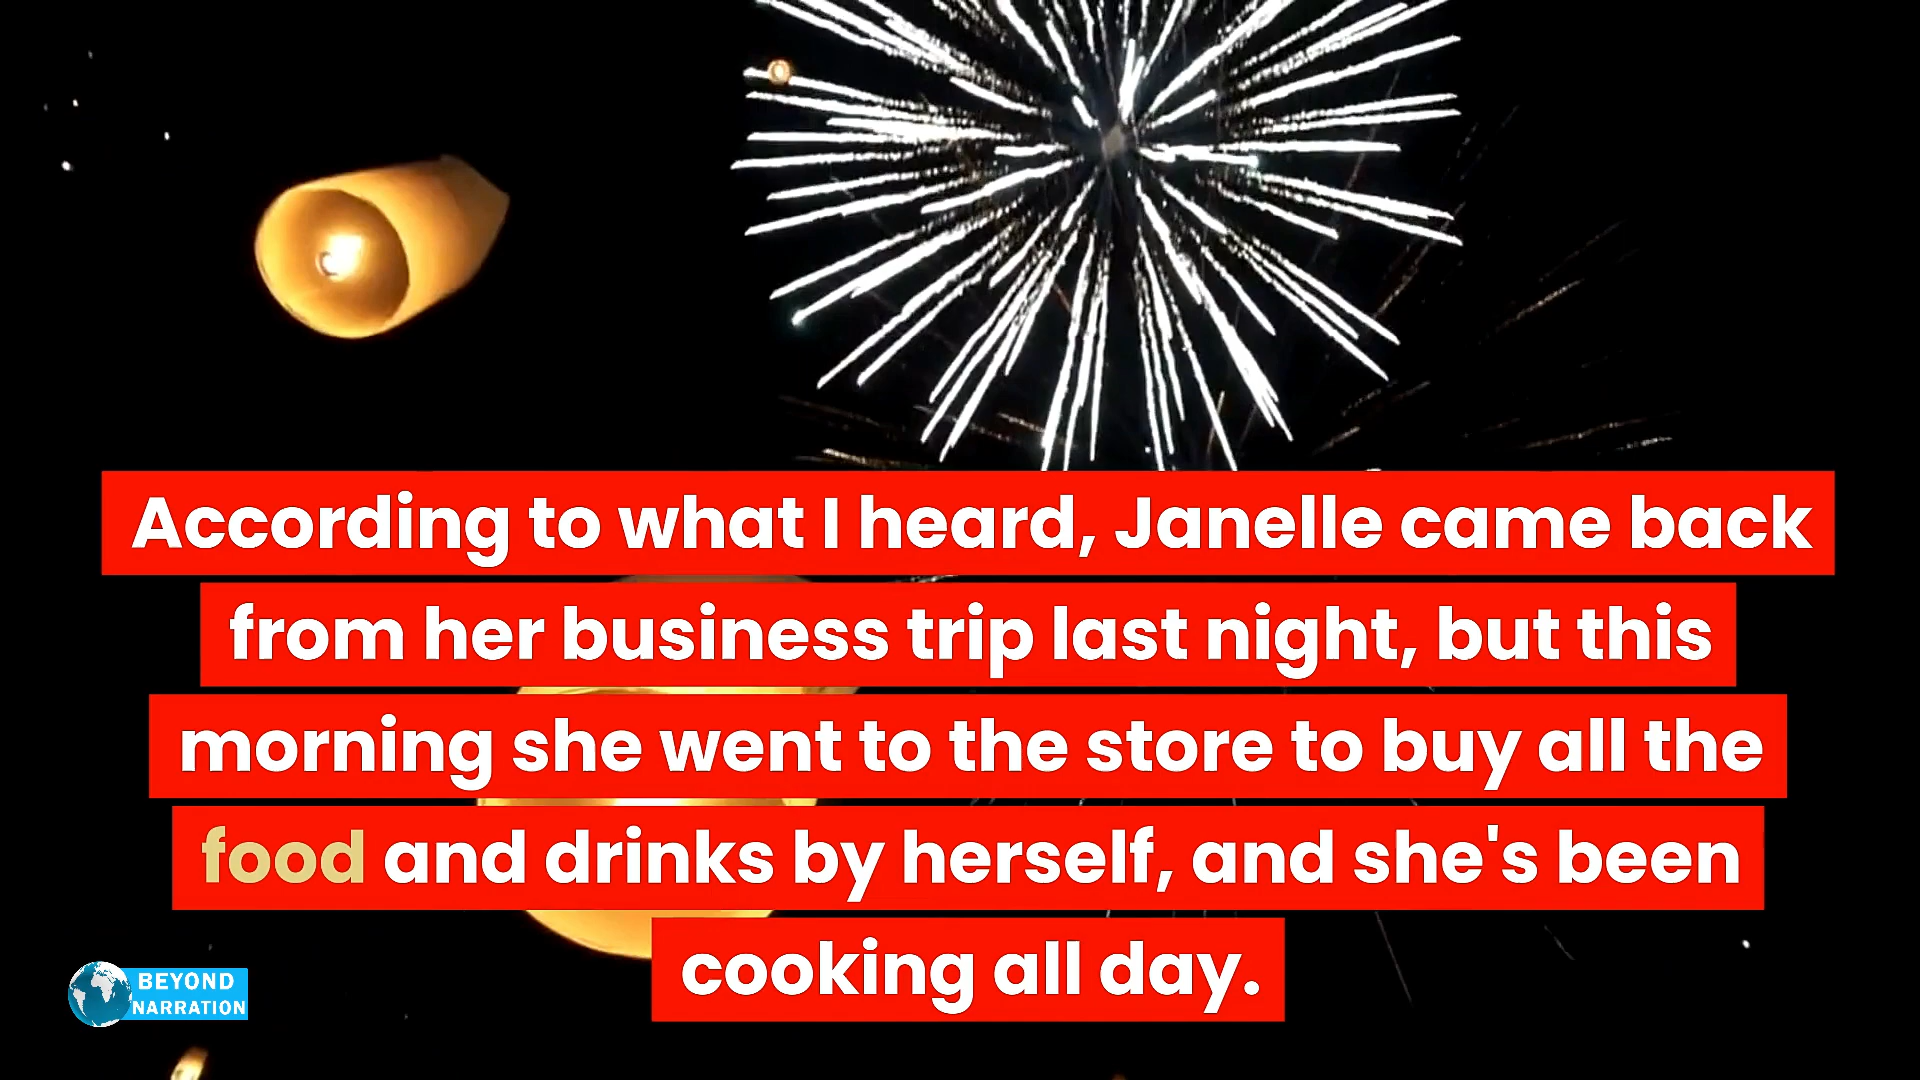 According to what I heard, Janelle came back
from her business trip last night, but this
morning she went to the store to buy all the
food and drinks by herself, and she's been
cooking all day.
BEYOND
NARRATION